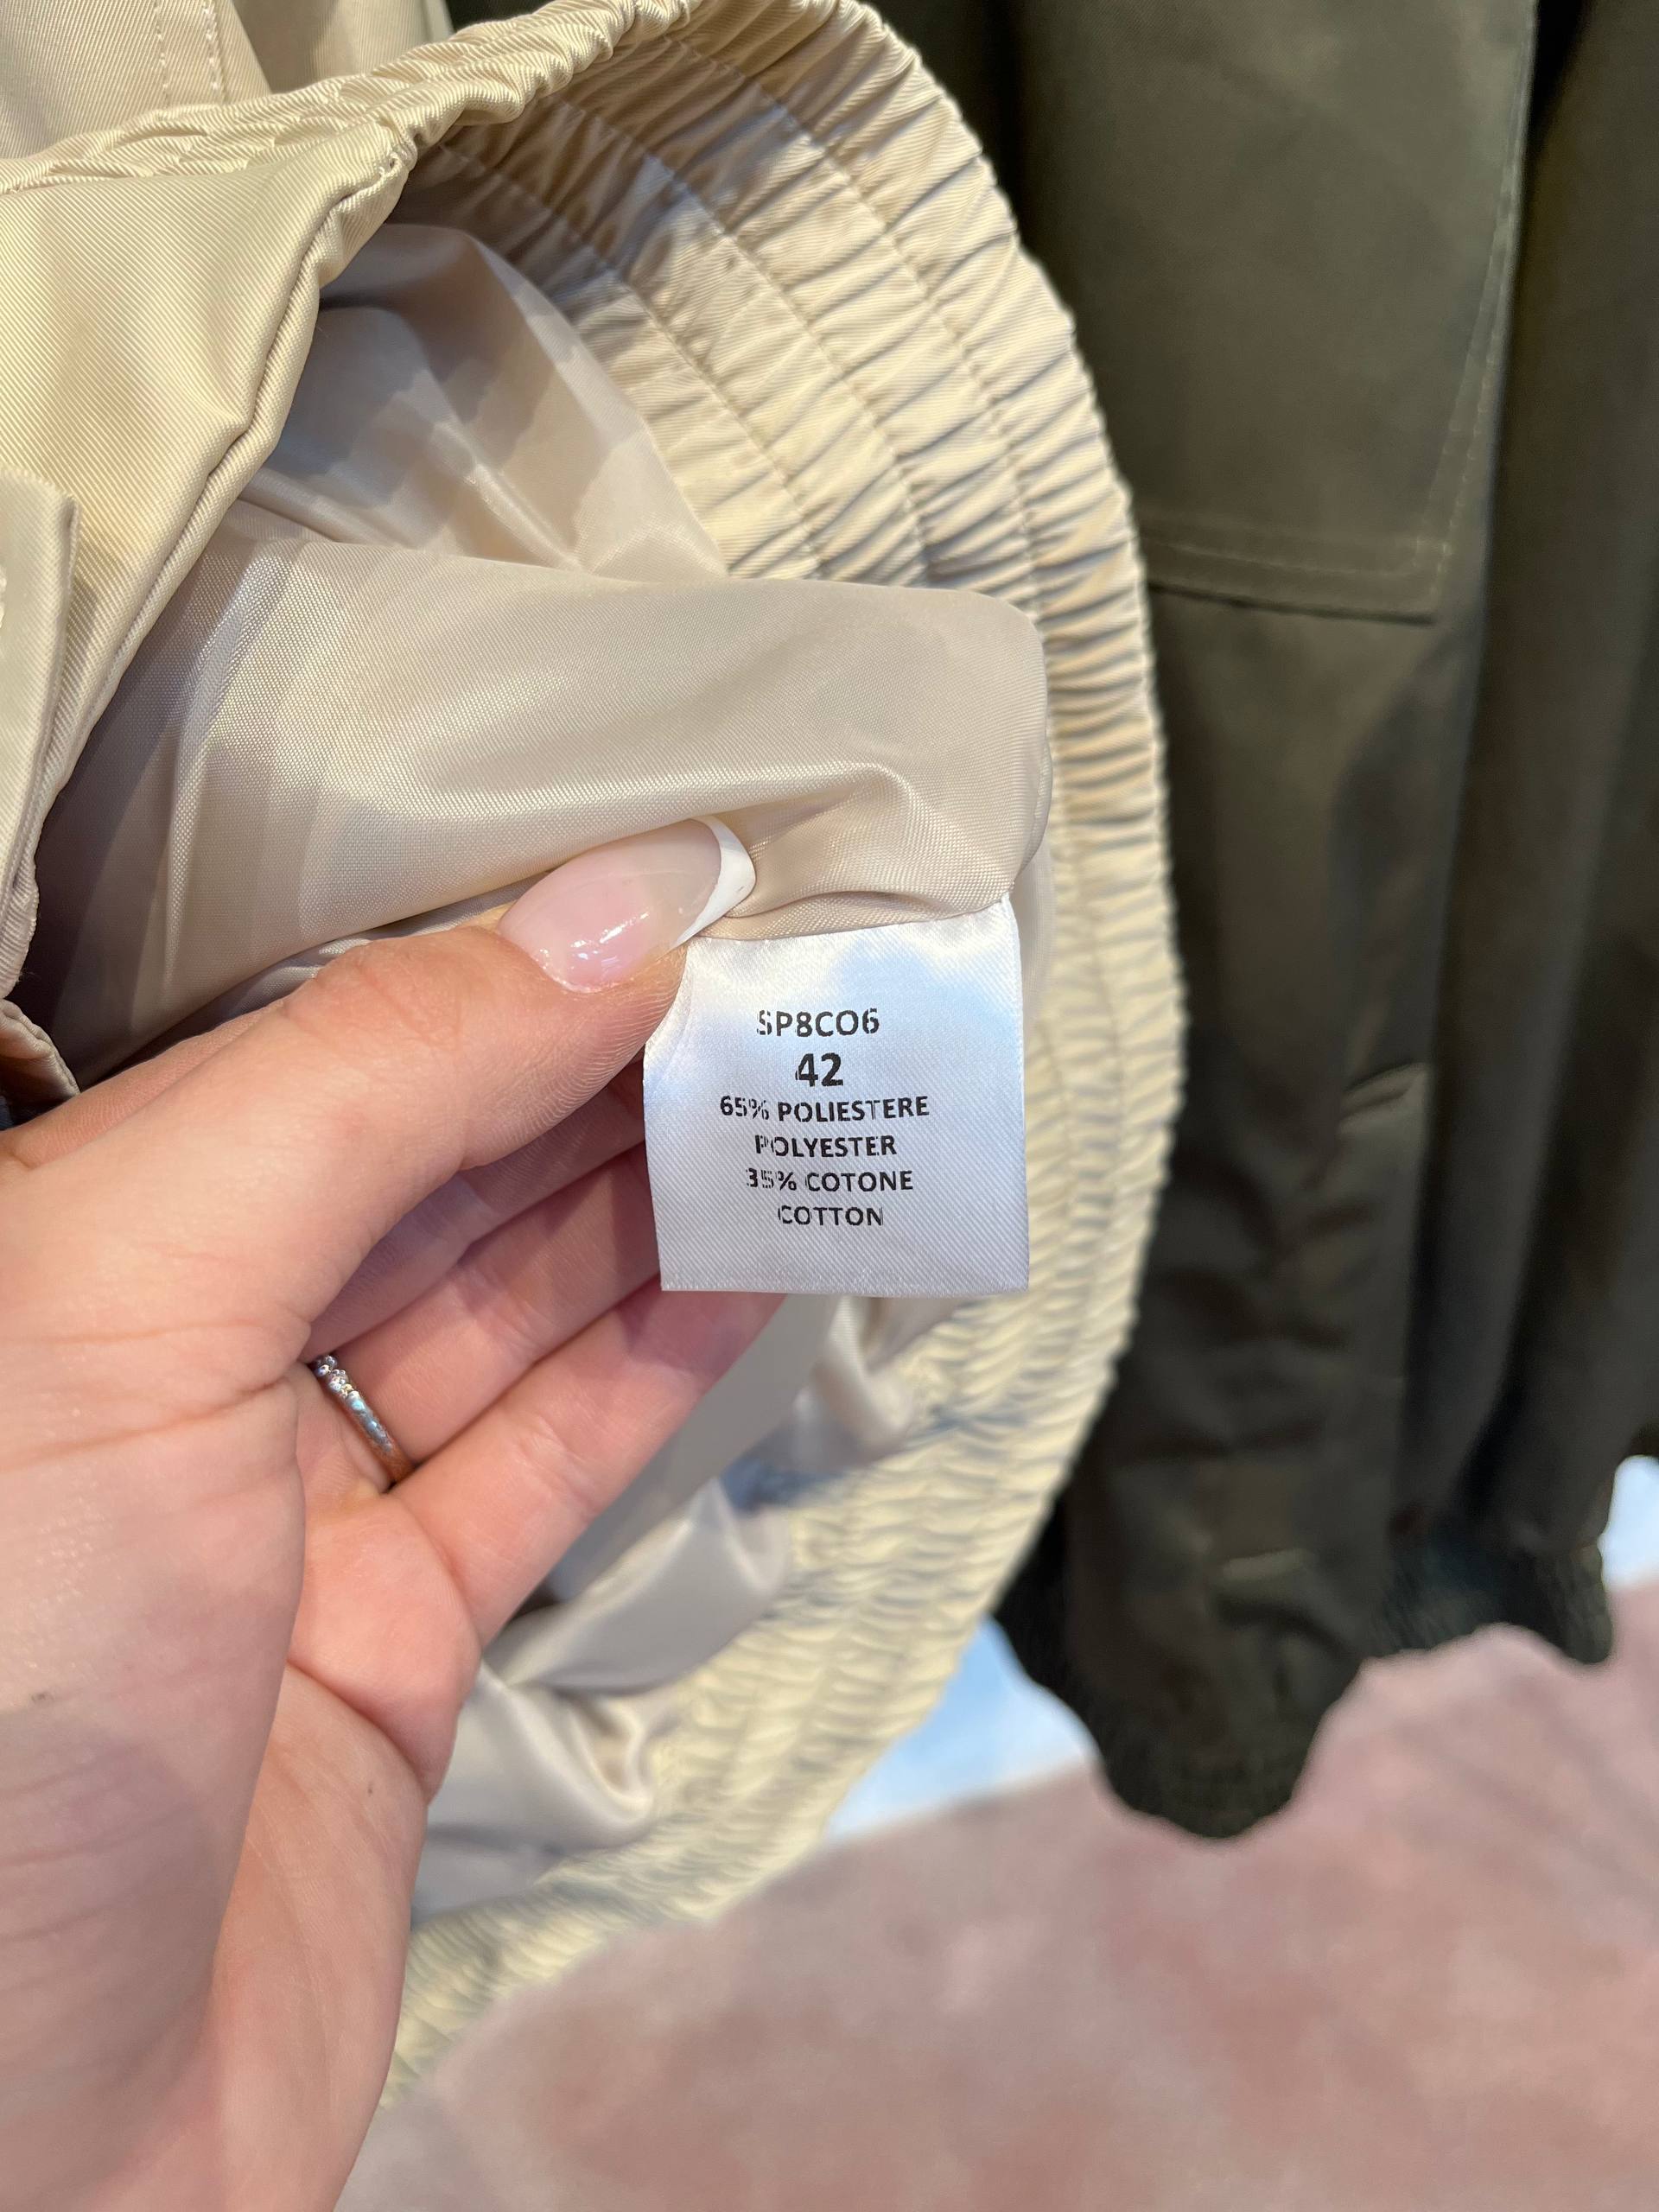 SP8CO6
42
65% POLIESTERE
POLYESTER
35% COTONE
COTTON